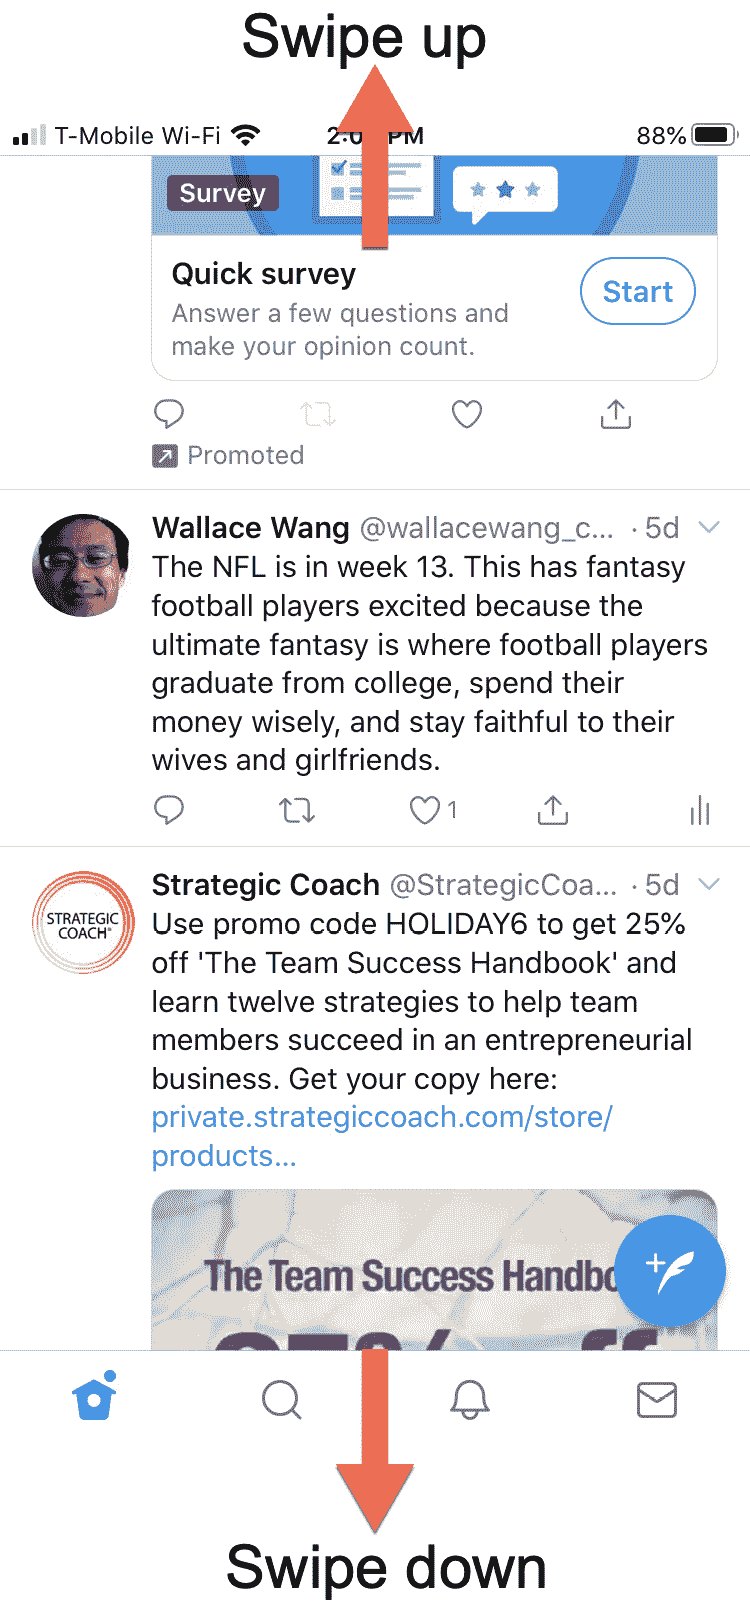 Swipe up
T-Mobile Wi-Fi
88%
Survey
Quick survey
Start
Answer a few questions and
make your opinion count.
Promoted
Wallace Wang @wallacewang_c... · 5d
The NFL is in week 13. This has fantasy
football players excited because the
ultimate fantasy is where football players
graduate from college, spend their
money wisely, and stay faithful to their
wives and girlfriends.
1
Strategic Coach @StrategicCoa... · 5d
STRATEGIC
COACH®
Use promo code HOLIDAY6 to get 25%
off 'The Team Success Handbook' and
learn twelve strategies to help team
members succeed in an entrepreneurial
business. Get your copy here:
private.strategiccoach.com/store/
products...
The Team Success Handbo
Swipe down